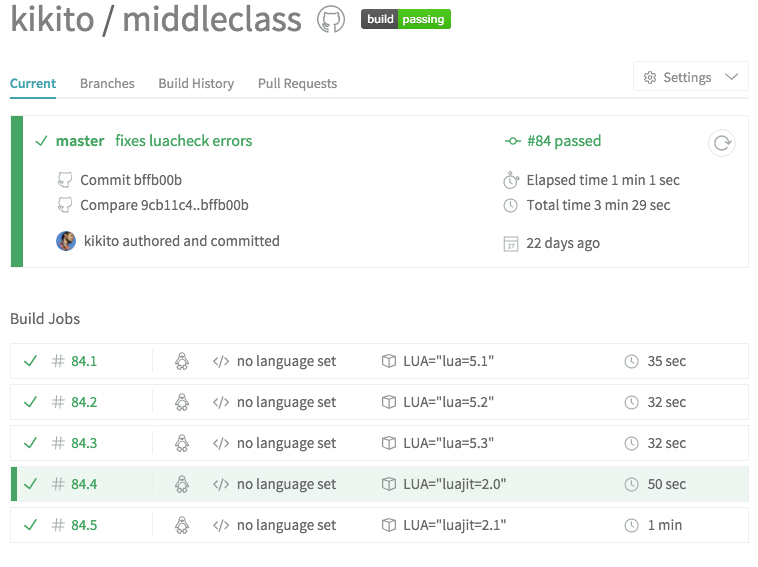 kikito / middleclass build passing
Current Branches Build History Pull Requests Settings
master fixes luacheck errors #84 passed
Commit bffb00b Elapsed time 1 min 1 sec
Compare 9cb11c4..bffb00b Total time 3 min 29 sec
kikito authored and committed 27 22 days ago
Build Jobs
# 84.1 </> no language set LUA="lua=5.1" 35 sec
# 84.2 </> no language set LUA="lua=5.2" 32 sec
# 84.3 </> no language set LUA="lua=5.3" 32 sec
# 84.4 </> no language set LUA="luajit=2.0" 50 sec
# 84.5 </> no language set LUA="luajit=2.1" 1 min